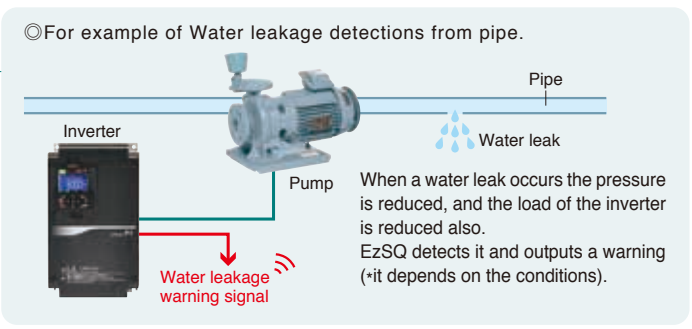 ◎For example of Water leakage detections from pipe.
Pipe
Inverter
Water leak
Pump
When a water leak occurs the pressure
is reduced, and the load of the inverter
is reduced also.
EzSQ detects it and outputs a warning
(*it depends on the conditions).
Water leakage
warning signal